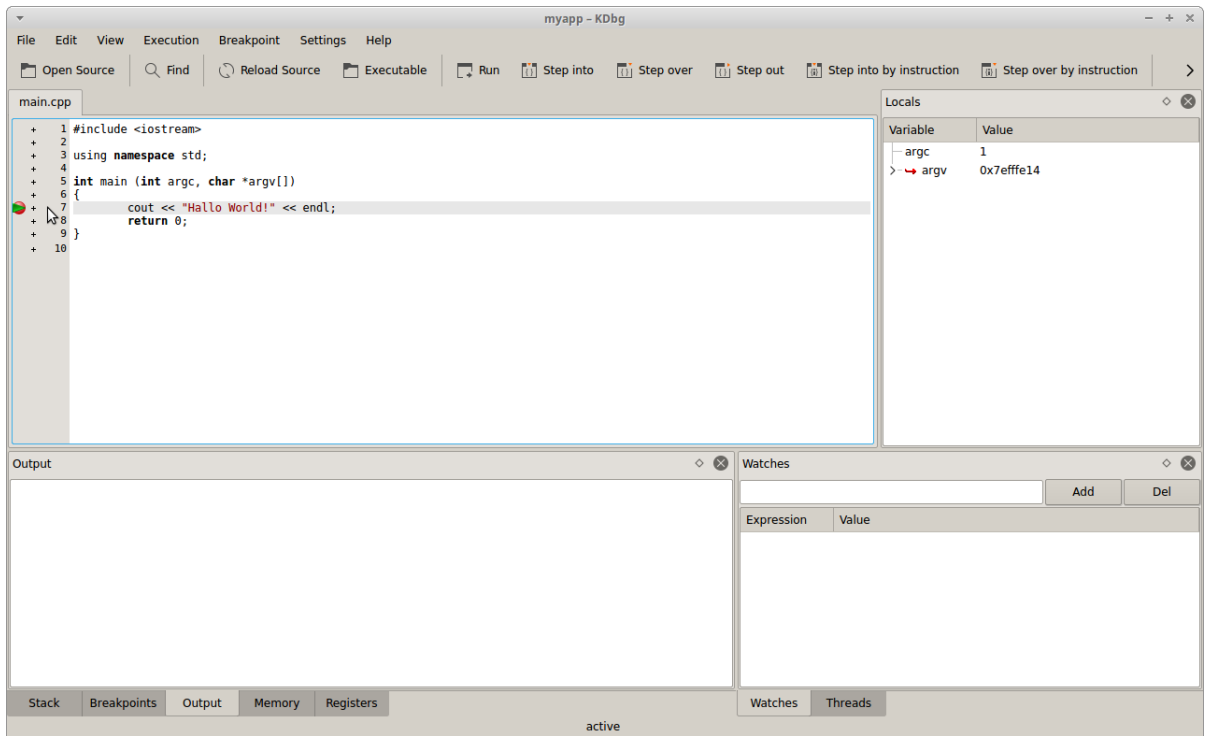 myapp – KDbg
File Edit View Execution Breakpoint Settings Help
Open Source Find Reload Source Executable Run Step into Step over Step out Step into by instruction Step over by instruction
main.cpp
1 #include <iostream>
2
3 using namespace std;
4
5 int main (int argc, char *argv[])
6 {
7 cout << "Hallo World!" << endl;
8 return 0;
9 }
10
Locals
Variable Value
argc 1
argv 0x7efffe14
Output
Watches
Add Del
Expression Value
Stack Breakpoints Output Memory Registers
Watches Threads
active